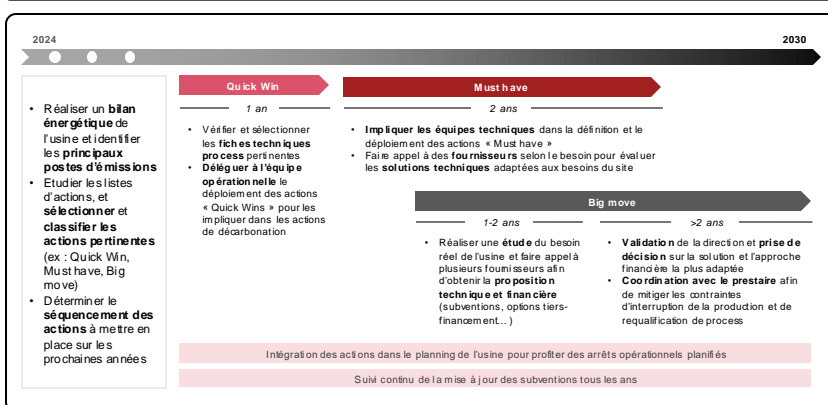 2024
2030
• Réaliser un bilan
énergétique de
l'usine et identifier
les principaux
postes d'émissions
• Etudier les listes
d'actions, et
sélectionner et
classifier les
actions pertinentes
(ex : Quick Win,
Must have, Big
move)
• Déterminer le
séquencement des
actions à mettre en
place sur les
prochaines années
Quick Win
1 an
• Vérifier et sélectionner
les fiches techniques
process pertinentes
• Déléguer à l'équipe
opérationnelle le
déploiement des actions
« Quick Wins » pour les
impliquer dans les actions
de décarbonation
Must have
2 ans
• Impliquer les équipes techniques dans la définition et le
déploiement des actions « Must have »
• Faire appel à des fournisseurs selon le besoin pour évaluer
les solutions techniques adaptées aux besoins du site
Big move
1-2 ans
• Réaliser une étude du besoin
réel de l'usine et faire appel à
plusieurs fournisseurs afin
d'obtenir la proposition
technique et financière
(subventions, options tiers-
financement...)
>2 ans
• Validation de la direction et prise de
décision sur la solution et l'approche
financière la plus adaptée
• Coordination avec le prestaire afin
de mitiger les contraintes
d'interruption de la production et de
requalification de process
Intégration des actions dans le planning de l'usine pour profiter des arrêts opérationnels planifiés
Suivi continu de la mise à jour des subventions tous les ans